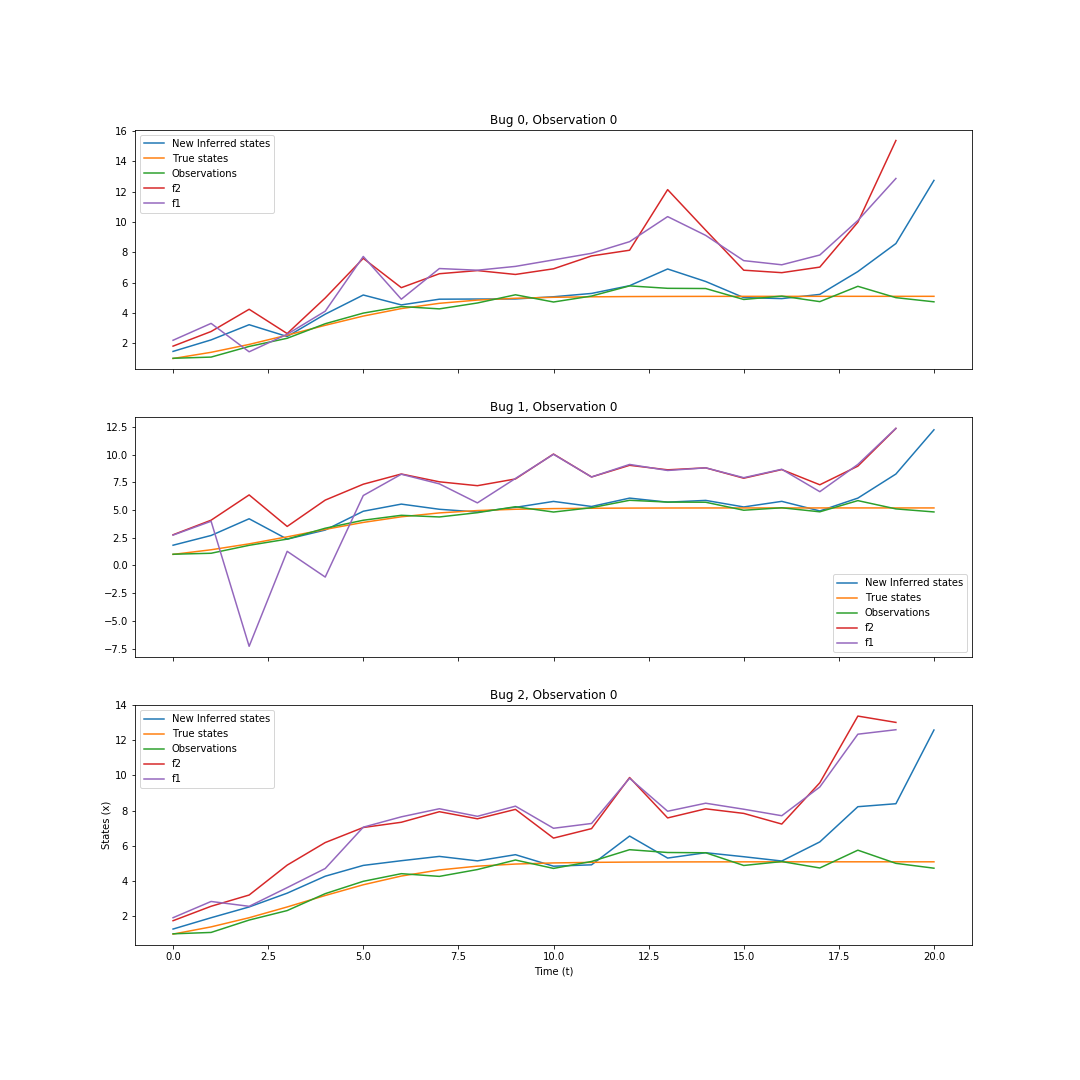 Bug 0, Observation 0
16
14
12
10
8
6
4
2
New Inferred states
True states
Observations
f2
f1
Bug 1, Observation 0
12.5
10.0
7.5
5.0
2.5
0.0
−2.5
−5.0
−7.5
New Inferred states
True states
Observations
f2
f1
Bug 2, Observation 0
14
12
10
8
6
4
2
States (x)
New Inferred states
True states
Observations
f2
f1
0.0 2.5 5.0 7.5 10.0 12.5 15.0 17.5 20.0
Time (t)